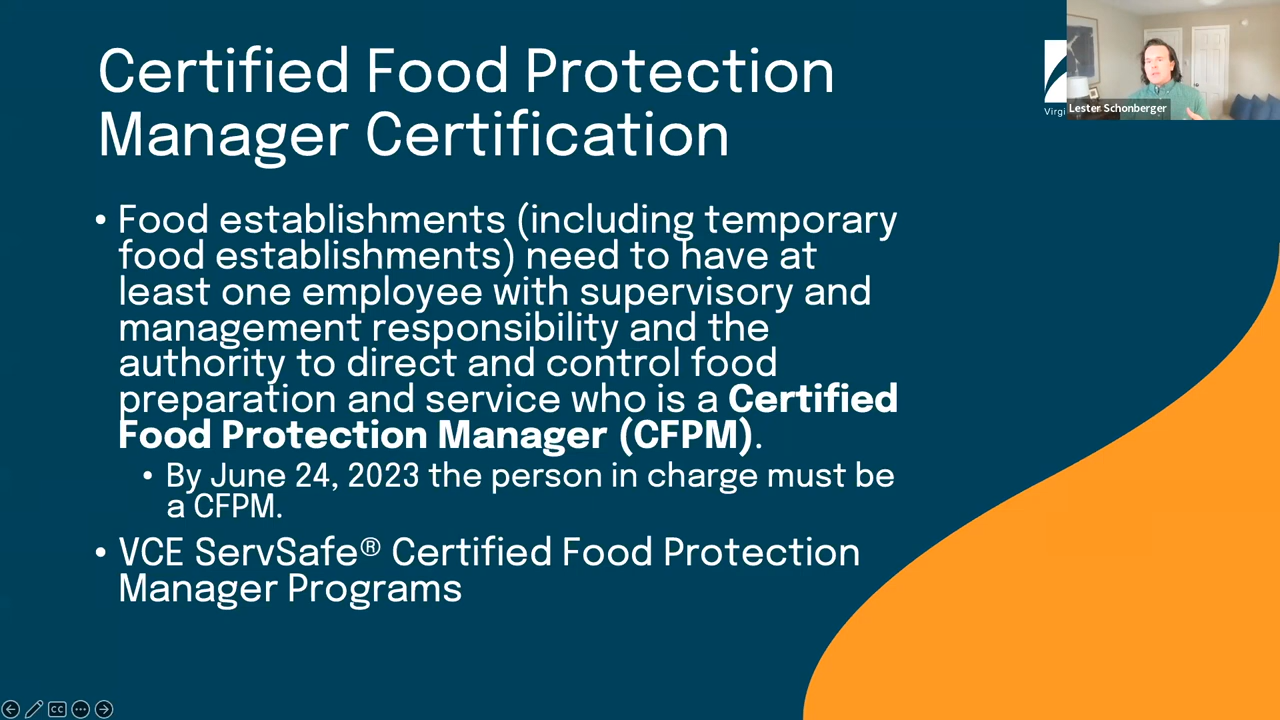 Certified Food Protection
Manager Certification
• Food establishments (including temporary
food establishments) need to have at
least one employee with supervisory and
management responsibility and the
authority to direct and control food
preparation and service who is a Certified
Food Protection Manager (CFPM).
• By June 24, 2023 the person in charge must be
a CFPM.
• VCE ServSafe® Certified Food Protection
Manager Programs
Virgi
Lester Schonberger
CC